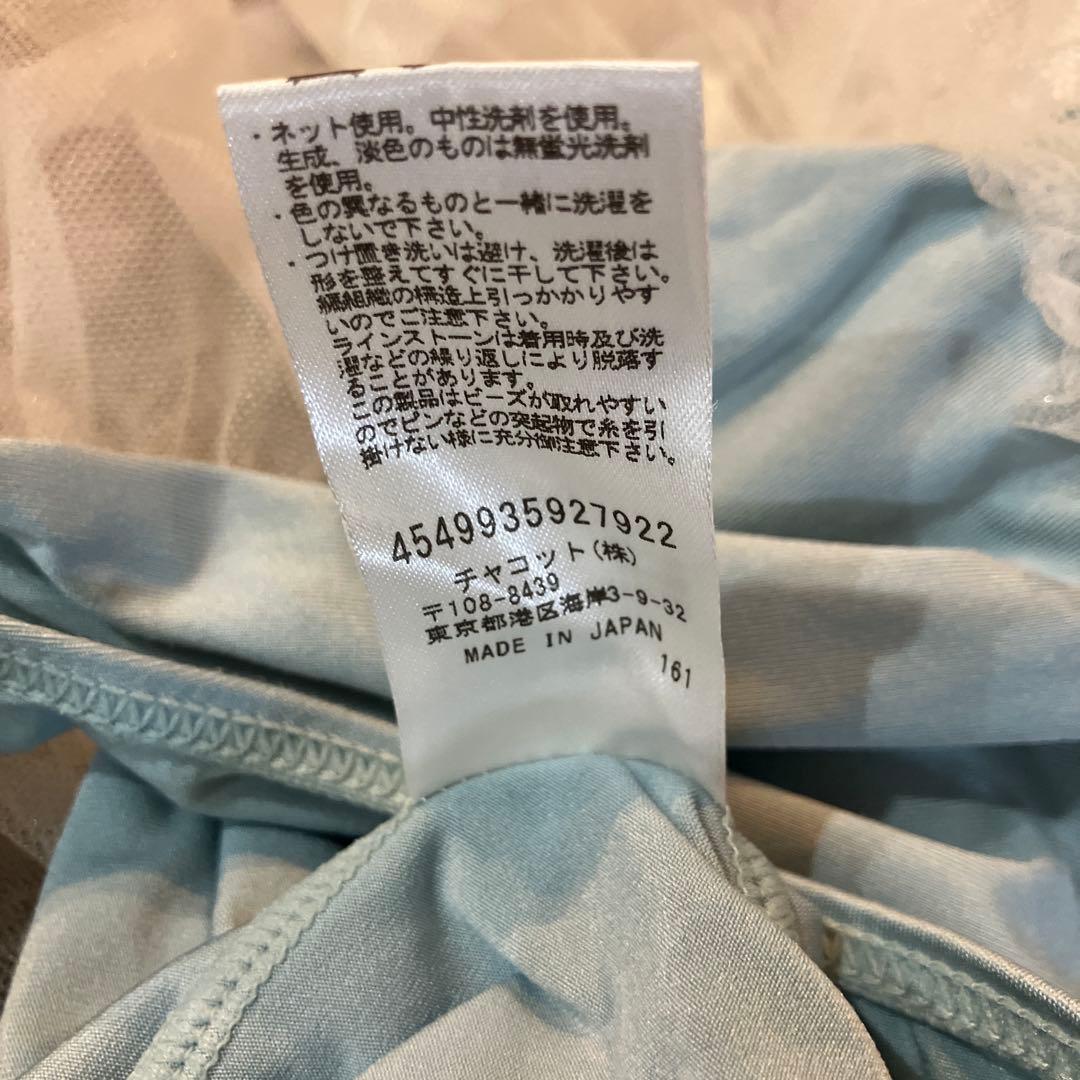 ・ネット使用。中性洗剤を使用。
生成、淡色のものは無蛍光洗剤
を使用。
・色の異なるものと一緒に洗濯を
しないで下さい。
・つけ置き洗いは避け、洗濯後は
形を整えてすぐに干して下さい。
編組織の構造上引っかかりやす
いのでご注意下さい。
ラインストーンは着用時及び洗
濯などの繰り返しにより脱落す
ることがあります。
この製品はビーズが取れやすい
のでピンなどの突起物で糸を引
掛けない様に充分御注意下さい。
4549935927922
チャコット(株)
〒108-8439
東京都港区海岸3-9-32
MADE IN JAPAN
161